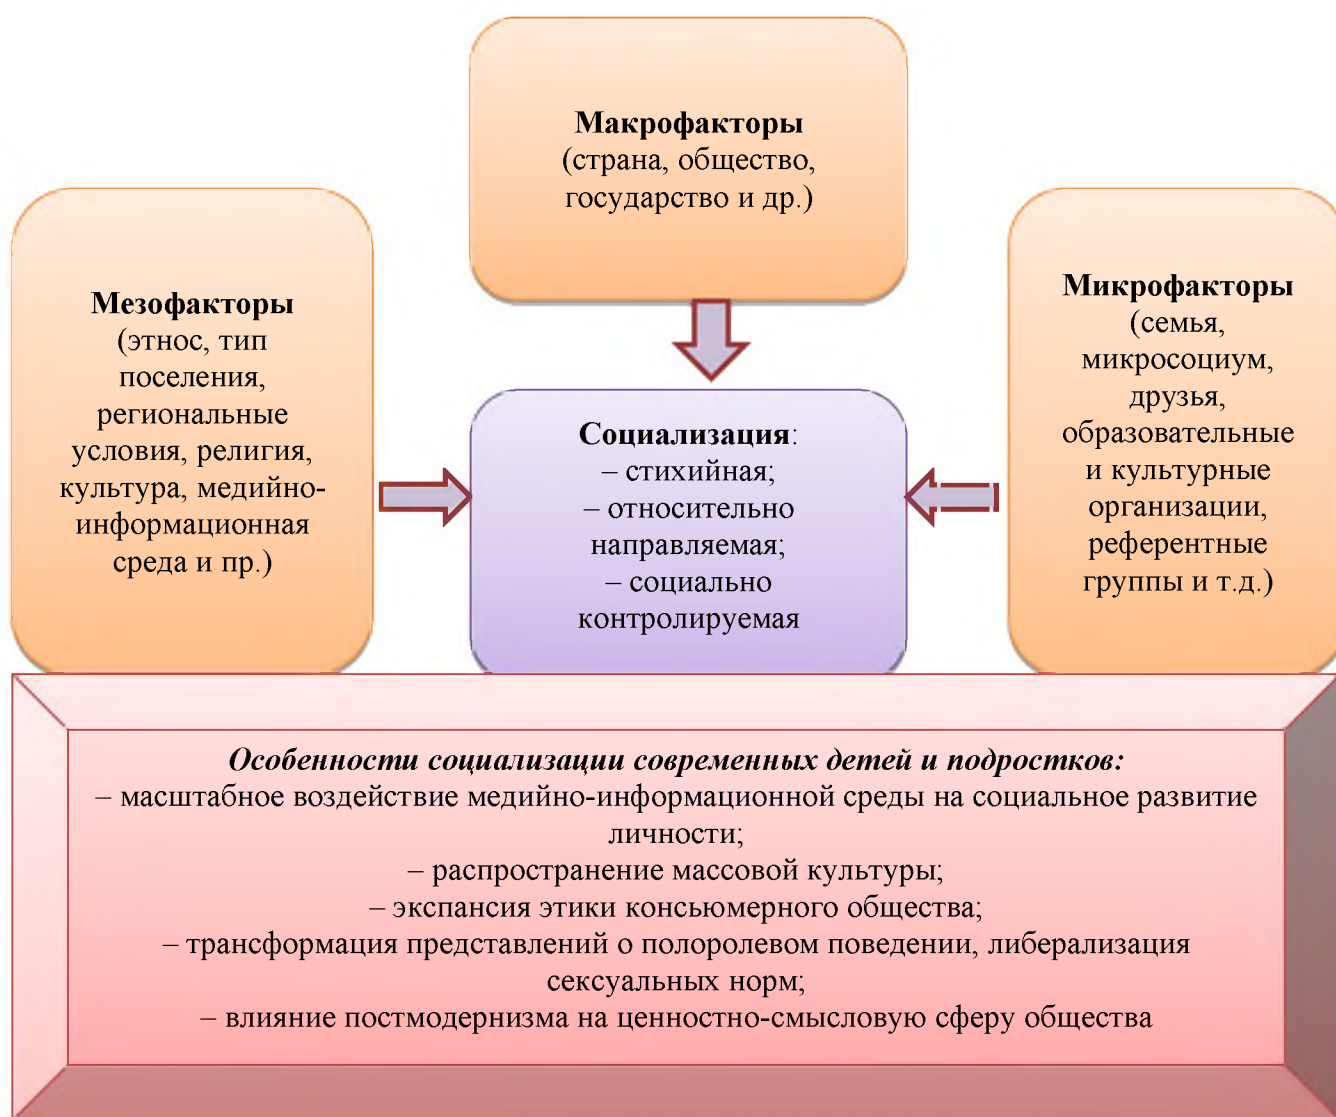 Макрофакторы
(страна, общество,
государство и др.)
Мезофакторы
(этнос, тип
поселения,
региональные
условия, религия,
культура, медийно-
информационная
среда и пр.)
Социализация:
– стихийная;
– относительно
направляемая;
– социально
контролируемая
Микрофакторы
(семья,
микросоциум,
друзья,
образовательные
и культурные
организации,
референтные
группы и т.д.)
Особенности социализации современных детей и подростков:
– масштабное воздействие медийно-информационной среды на социальное развитие
личности;
– распространение массовой культуры;
– экспансия этики консьюмерного общества;
– трансформация представлений о полоролевом поведении, либерализация
сексуальных норм;
– влияние постмодернизма на ценностно-смысловую сферу общества